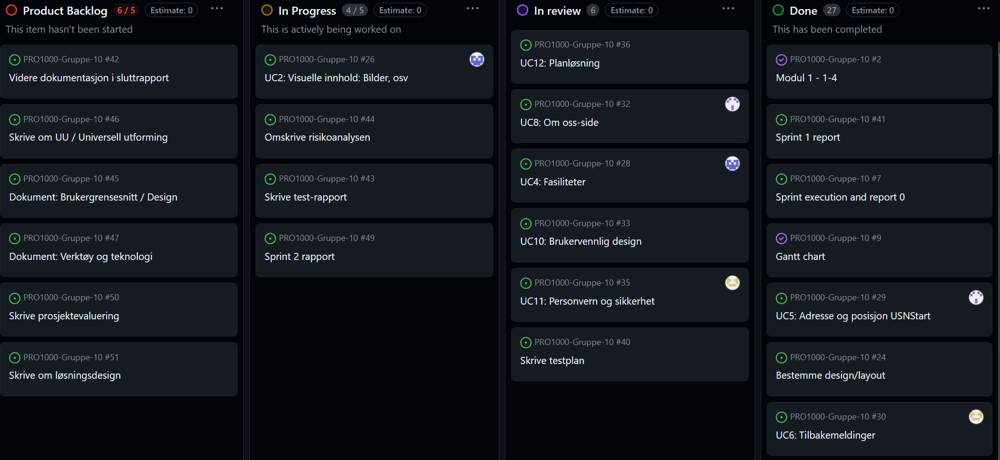 Product Backlog 6 / 5 Estimate: 0
This item hasn't been started
PRO1000-Gruppe-10 #42
Videre dokumentasjon i sluttrapport
PRO1000-Gruppe-10 #46
Skrive om UU / Universell utforming
PRO1000-Gruppe-10 #45
Dokument: Brukergrensesnitt / Design
PRO1000-Gruppe-10 #47
Dokument: Verktøy og teknologi
PRO1000-Gruppe-10 #50
Skrive prosjektevaluering
PRO1000-Gruppe-10 #51
Skrive om løsningsdesign
In Progress 4 / 5 Estimate: 0
This is actively being worked on
PRO1000-Gruppe-10 #26
UC2: Visuelle innhold: Bilder, osv
PRO1000-Gruppe-10 #44
Omskrive risikoanalysen
PRO1000-Gruppe-10 #43
Skrive test-rapport
PRO1000-Gruppe-10 #49
Sprint 2 rapport
In review 6 Estimate: 0
PRO1000-Gruppe-10 #36
UC12: Planløsning
PRO1000-Gruppe-10 #32
UC8: Om oss-side
PRO1000-Gruppe-10 #28
UC4: Fasiliteter
PRO1000-Gruppe-10 #33
UC10: Brukervennlig design
PRO1000-Gruppe-10 #35
UC11: Personvern og sikkerhet
PRO1000-Gruppe-10 #40
Skrive testplan
Done 27 Estimate: 0
This has been completed
PRO1000-Gruppe-10 #2
Modul 1 - 1-4
PRO1000-Gruppe-10 #41
Sprint 1 report
PRO1000-Gruppe-10 #7
Sprint execution and report 0
PRO1000-Gruppe-10 #9
Gantt chart
PRO1000-Gruppe-10 #29
UC5: Adresse og posisjon USNStart
PRO1000-Gruppe-10 #24
Bestemme design/layout
PRO1000-Gruppe-10 #30
UC6: Tilbakemeldinger